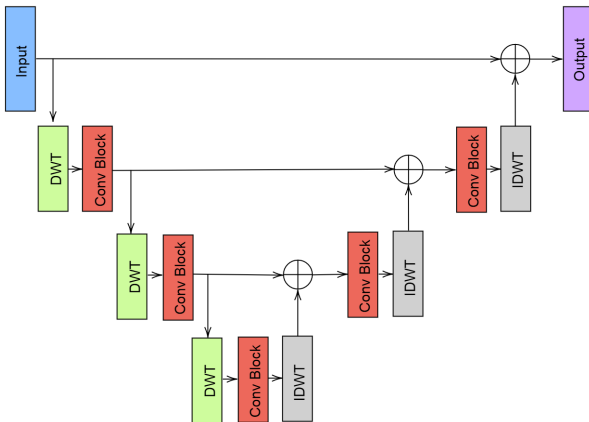 Input
Output
DWT
Conv Block
Conv Block
IDWT
DWT
Conv Block
Conv Block
IDWT
DWT
Conv Block
IDWT